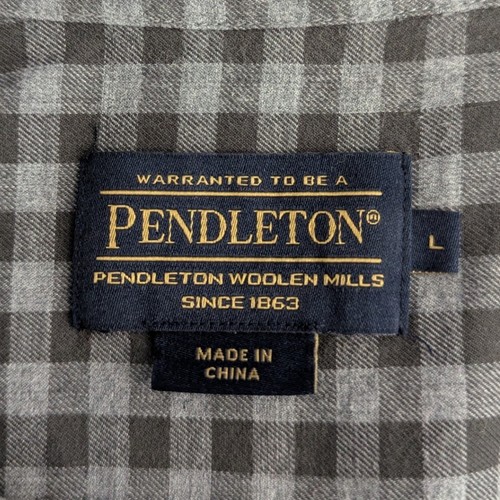 WARRANTED TO BE A
PENDLETON®
L
PENDLETON WOOLEN MILLS
SINCE 1863
MADE IN
CHINA